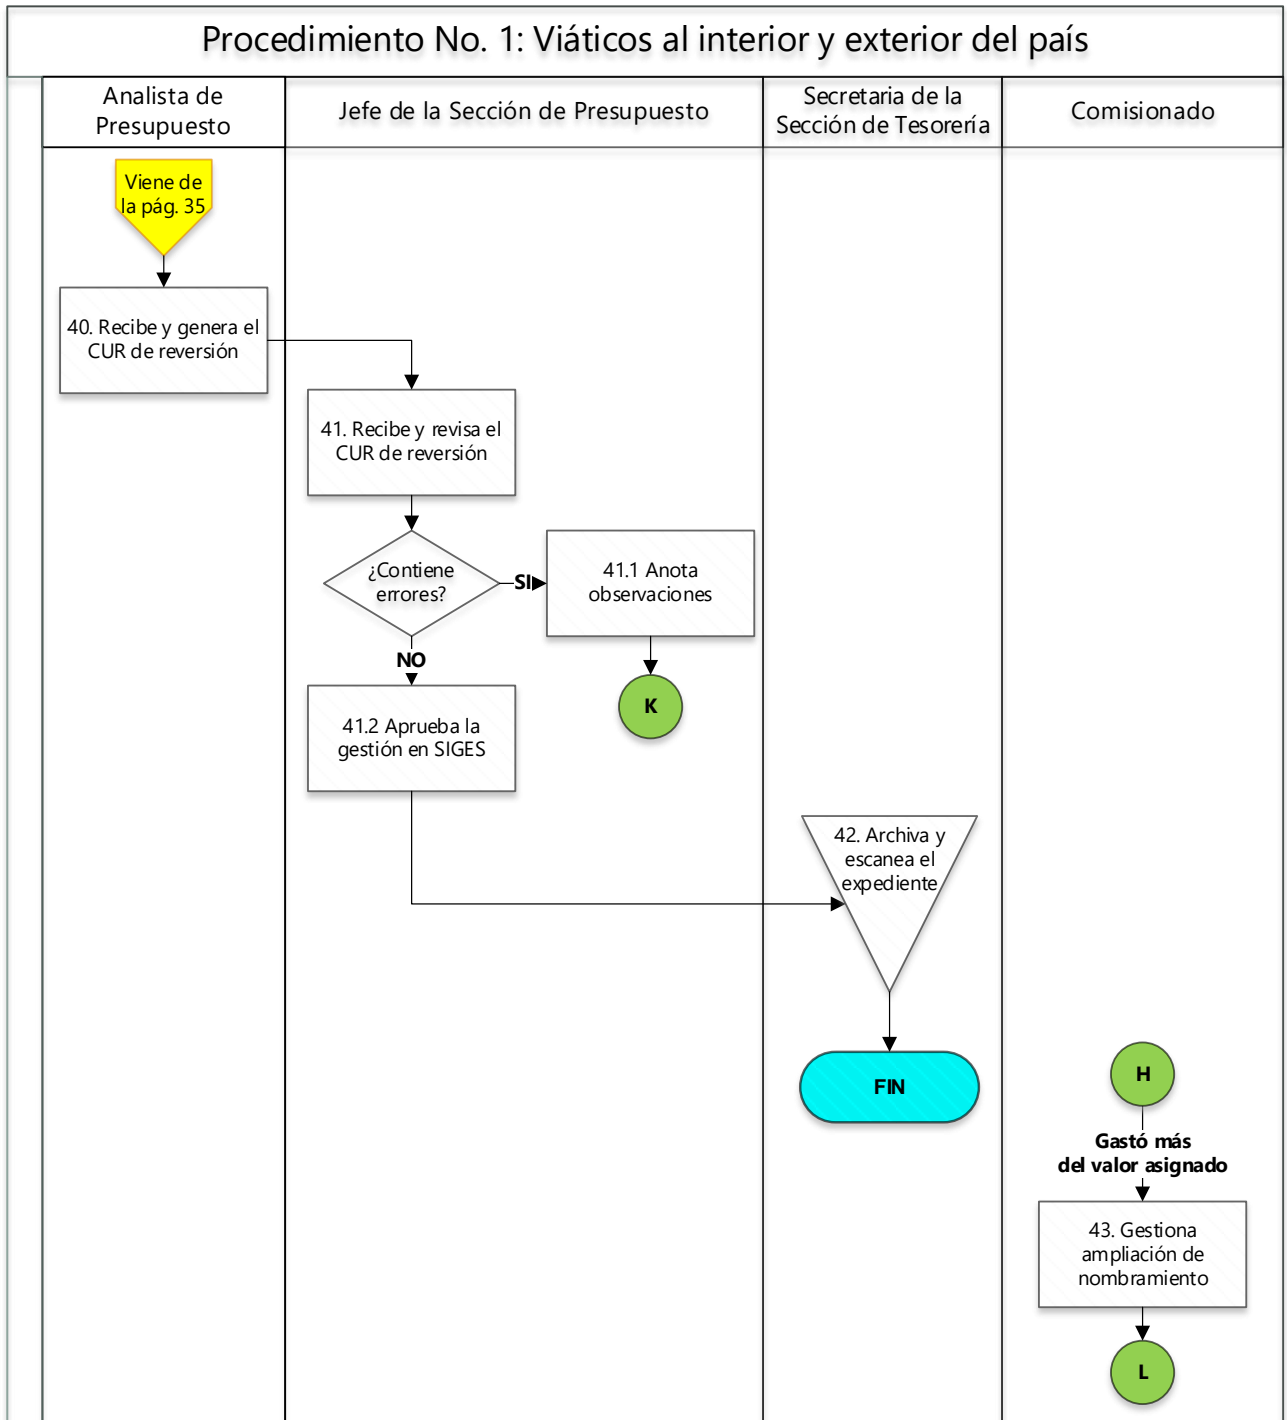 Procedimiento No. 1: Viáticos al interior y exterior del país
Analista de
Presupuesto
Jefe de la Sección de Presupuesto
Secretaria de la
Sección de Tesorería
Comisionado
Viene de
la pág. 35
40. Recibe y genera el
CUR de reversión
41. Recibe y revisa el
CUR de reversión
¿Contiene
errores?
SI
41.1 Anota
observaciones
NO
K
41.2 Aprueba la
gestión en SIGES
42. Archiva y
escanea el
expediente
FIN
H
Gastó más
del valor asignado
43. Gestiona
ampliación de
nombramiento
L